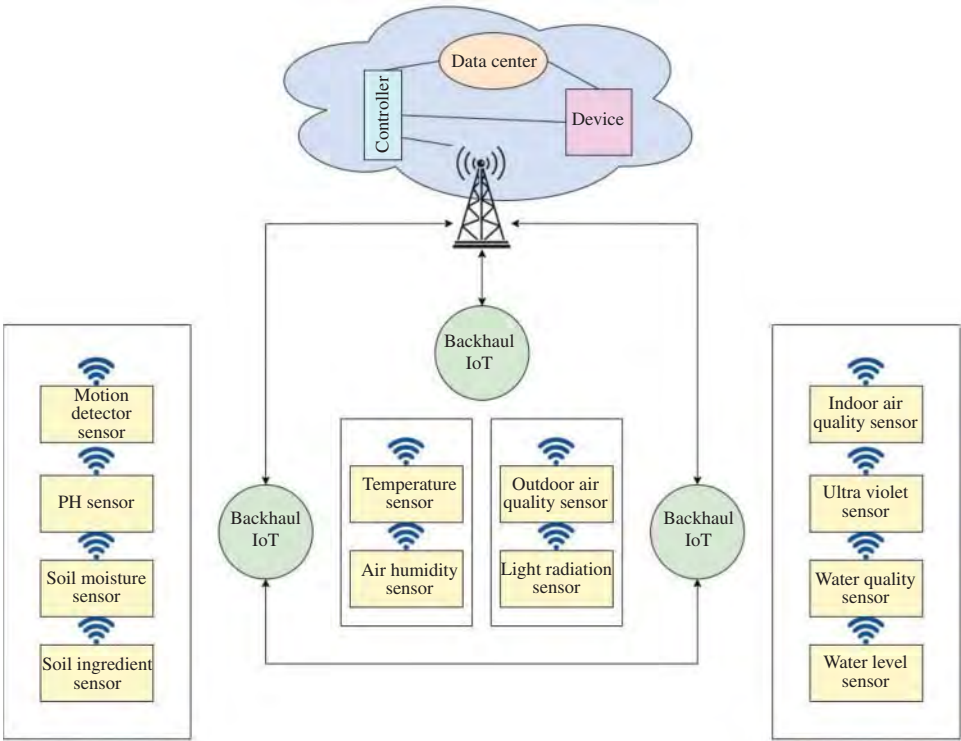 Data center
Controller
Device
Backhaul
IoT
Motion
detector
sensor
PH sensor
Soil moisture
sensor
Soil ingredient
sensor
Backhaul
IoT
Temperature
sensor
Air humidity
sensor
Outdoor air
quality sensor
Light radiation
sensor
Backhaul
IoT
Indoor air
quality sensor
Ultra violet
sensor
Water quality
sensor
Water level
sensor